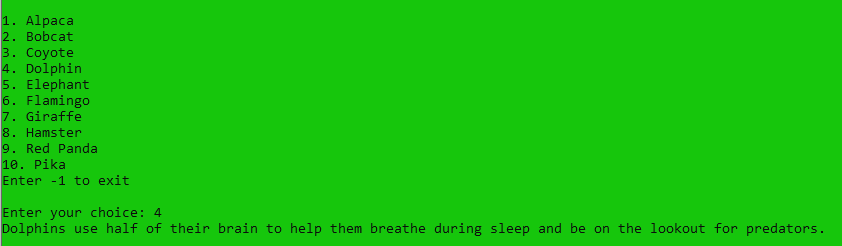 1. Alpaca
2. Bobcat
3. Coyote
4. Dolphin
5. Elephant
6. Flamingo
7. Giraffe
8. Hamster
9. Red Panda
10. Pika
Enter -1 to exit
Enter your choice: 4
Dolphins use half of their brain to help them breathe during sleep and be on the lookout for predators.